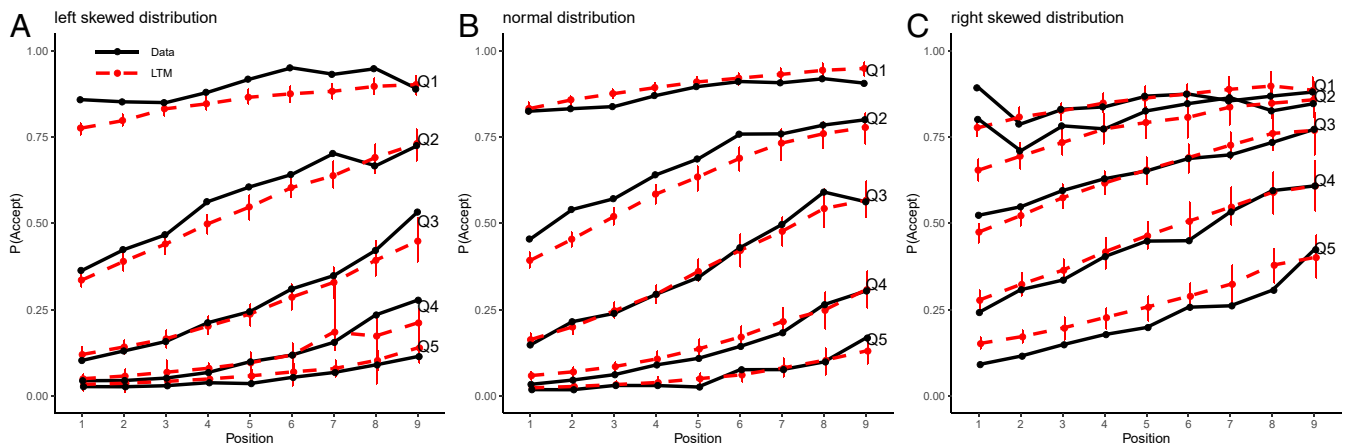 A left skewed distribution
1.00
0.75
0.50
0.25
0.00
P(Accept)
Data
LTM
Q1
Q2
Q3
Q4
Q5
1 2 3 4 5 6 7 8 9
Position
B normal distribution
1.00
0.75
0.50
0.25
0.00
P(Accept)
Q1
Q2
Q3
Q4
Q5
1 2 3 4 5 6 7 8 9
Position
C right skewed distribution
1.00
0.75
0.50
0.25
0.00
P(Accept)
Q1
Q2
Q3
Q4
Q5
1 2 3 4 5 6 7 8 9
Position